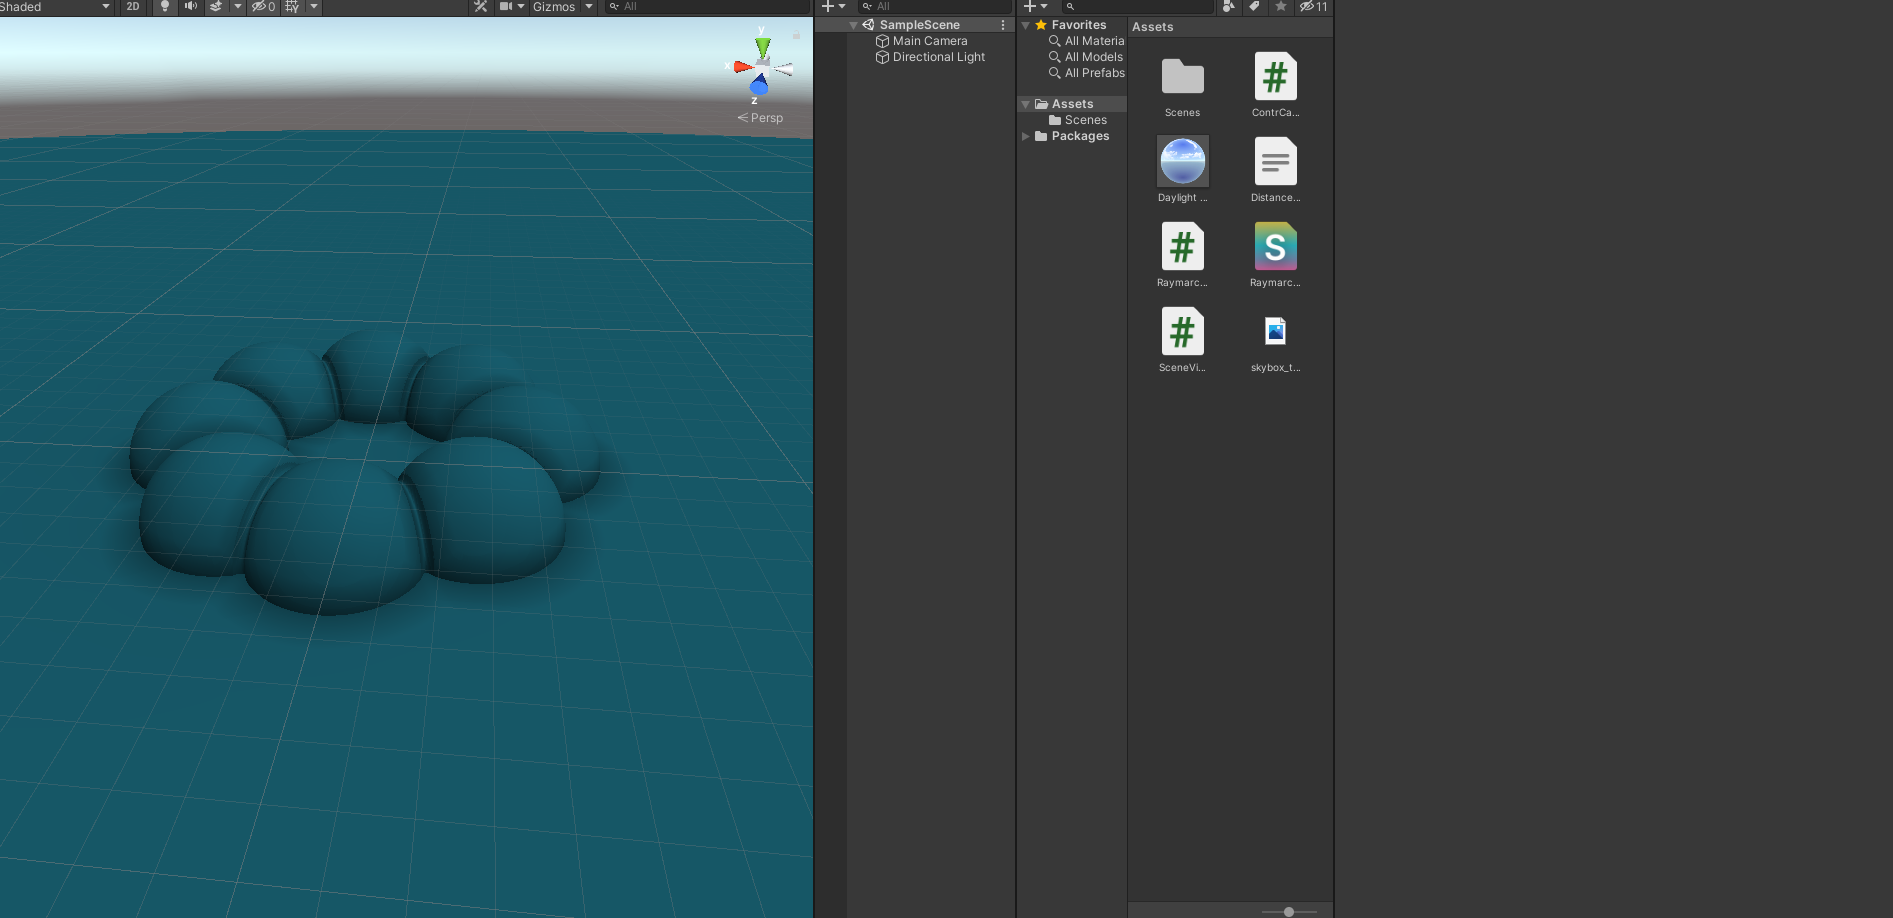 Shaded
2D
0
Gizmos
All
y
x
z
Persp
All
SampleScene
Main Camera
Directional Light
11
Favorites
All Materia
All Models
All Prefabs
Assets
Scenes
Packages
Assets
Scenes
ContrCa...
Daylight ...
Distance...
Raymarc...
S
Raymarc...
SceneVi...
skybox_t...